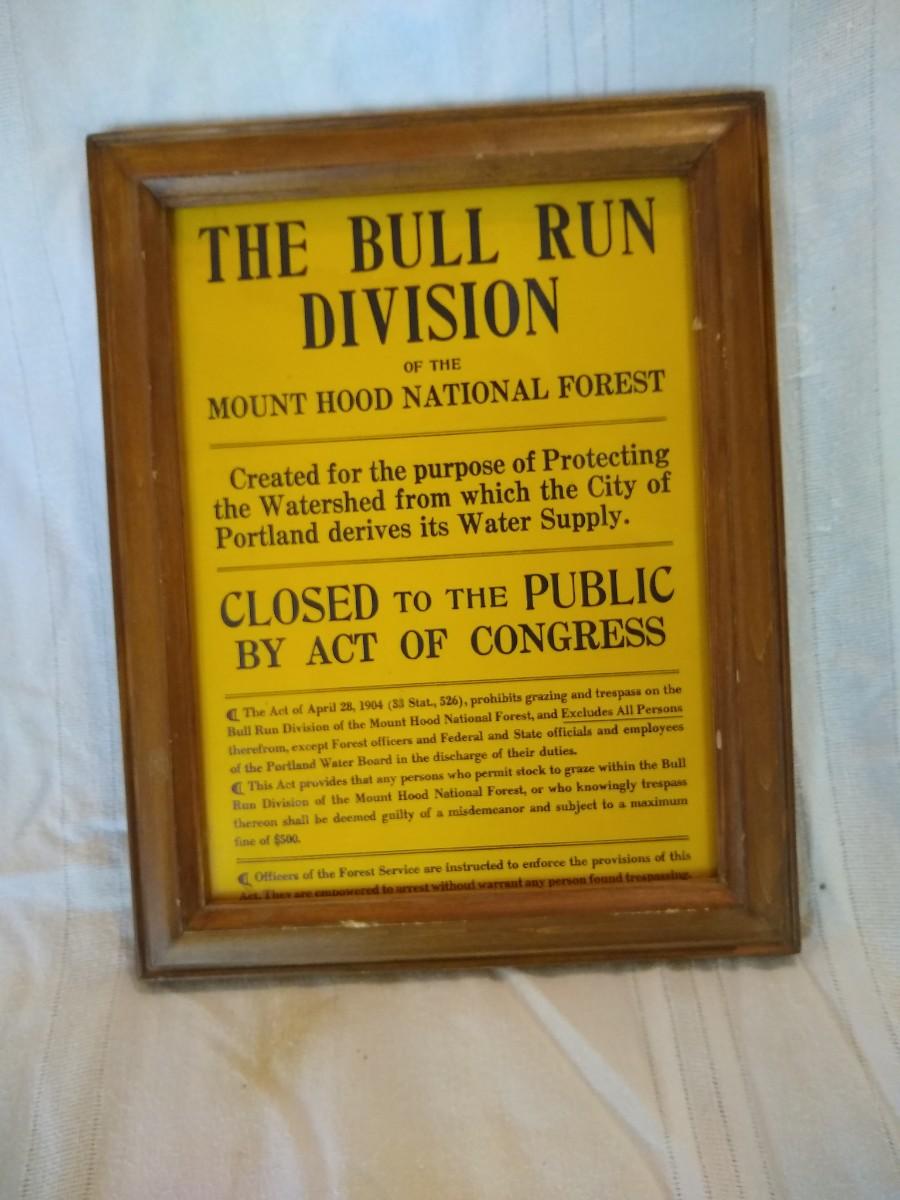 THE BULL RUN
DIVISION
OF THE
MOUNT HOOD NATIONAL FOREST
Created for the purpose of Protecting
the Watershed from which the City of
Portland derives its Water Supply.
CLOSED TO THE PUBLIC
BY ACT OF CONGRESS
¶ The Act of April 28, 1904 (33 Stat., 526), prohibits grazing and trespass on the
Bull Run Division of the Mount Hood National Forest, and Excludes All Persons
therefrom, except Forest officers and Federal and State officials and employees
of the Portland Water Board in the discharge of their duties.
¶ This Act provides that any persons who permit stock to graze within the Bull
Run Division of the Mount Hood National Forest, or who knowingly trespass
thereon shall be deemed guilty of a misdemeanor and subject to a maximum
fine of $500.
¶ Officers of the Forest Service are instructed to enforce the provisions of this
Act. They are empowered to arrest without warrant any person found trespassing.